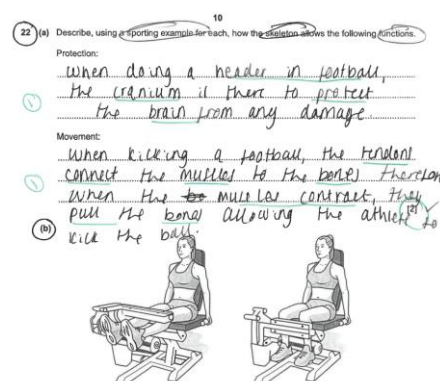 10
22 (a) Describe, using a sporting example for each, how the skeleton allows the following functions.
Protection:
When doing a header in football,
the cranium is there to protect
the brain from any damage.
Movement:
When kicking a football, the tendons
connect the muscles to the bones therefore
when the muscles contract, they
pull the bones allowing the athlete to
[2]
(b) kick the ball.